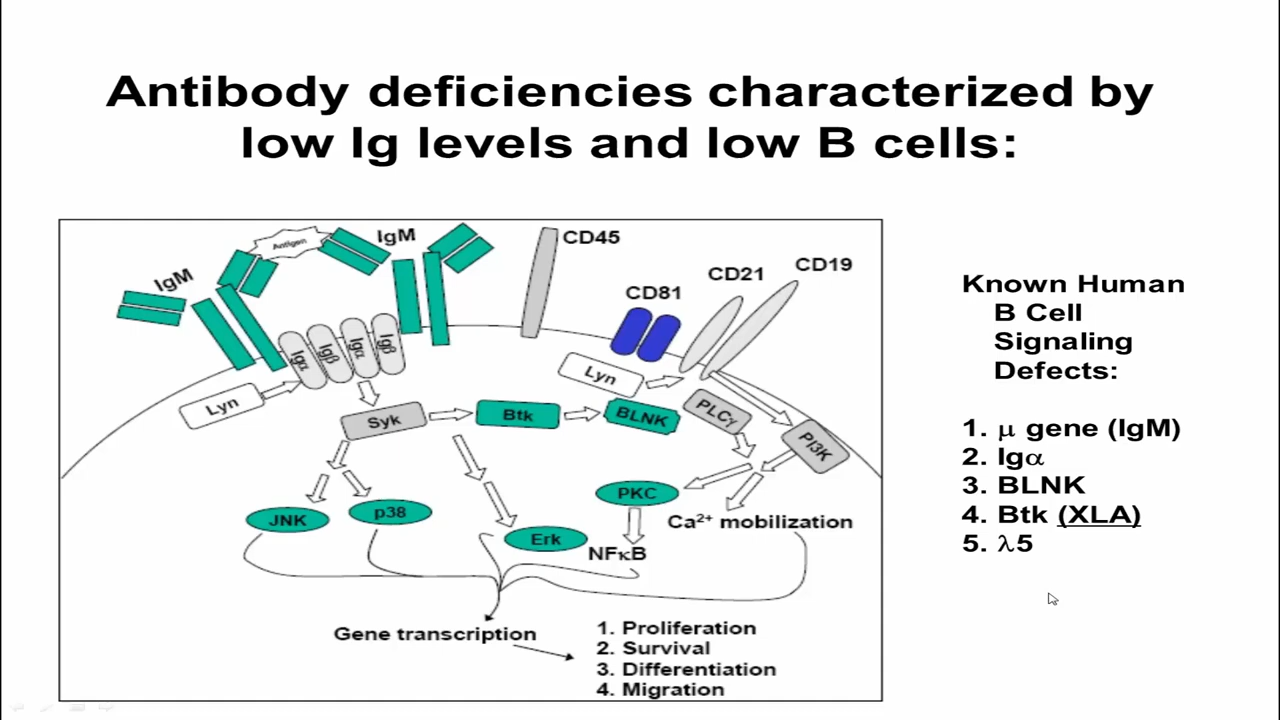 Antibody deficiencies characterized by
low Ig levels and low B cells:
Antigen
IgM
IgM
CD45
CD21
CD19
CD81
Igα
Igβ
Igα
Igβ
Lyn
Lyn
Syk
Btk
BLNK
PLCγ
PI3K
JNK
p38
PKC
Erk
NFκB
Ca²⁺ mobilization
Gene transcription
1. Proliferation
2. Survival
3. Differentiation
4. Migration
Known Human
B Cell
Signaling
Defects:
1. μ gene (IgM)
2. Igα
3. BLNK
4. Btk (XLA)
5. λ5